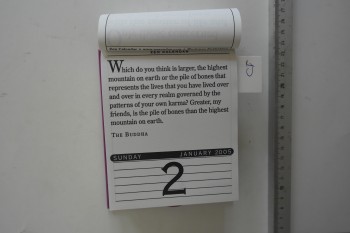 ZEN CALENDAR
Which do you think is larger, the highest
mountain on earth or the pile of bones that
represents the lives that you have lived over
and over in every realm governed by the
patterns of your own karma? Greater, my
friends, is the pile of bones than the highest
mountain on earth.
THE BUDDHA
SUNDAY JANUARY 2005
2